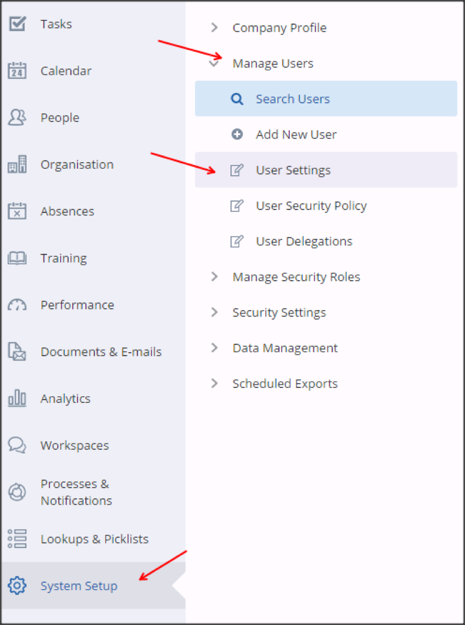 Tasks
24
Calendar
People
Organisation
Absences
Training
Performance
Documents & E-mails
Analytics
Workspaces
Processes &
Notifications
Lookups & Picklists
System Setup
Company Profile
Manage Users
Search Users
Add New User
User Settings
User Security Policy
User Delegations
Manage Security Roles
Security Settings
Data Management
Scheduled Exports